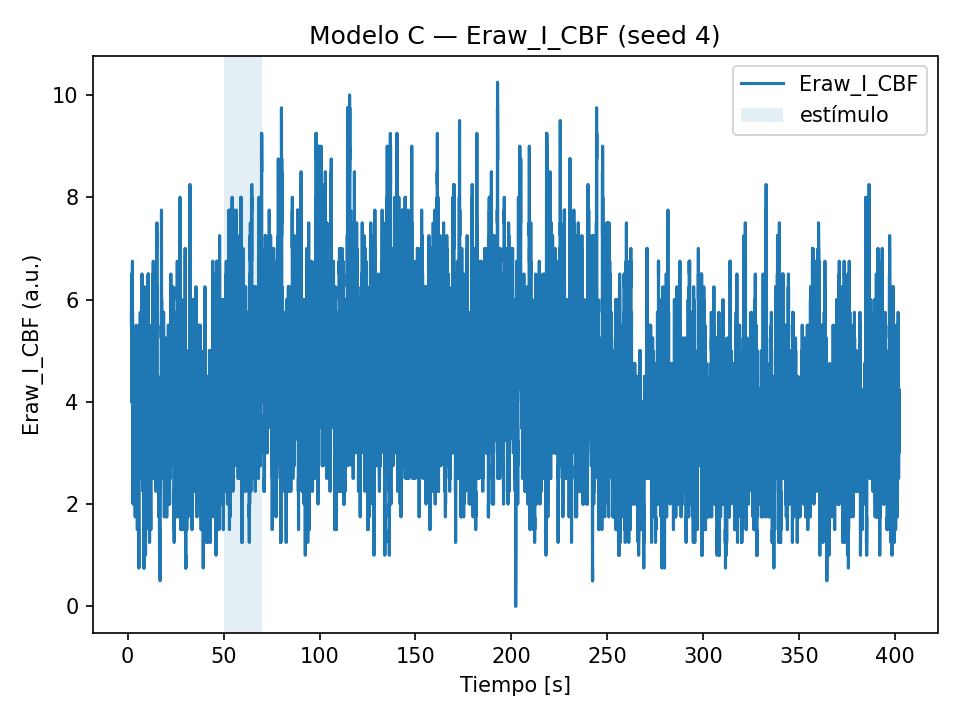 Modelo C — Eraw_I_CBF (seed 4)
Eraw_I_CBF
estímulo
Eraw_I_CBF (a.u.)
10
8
6
4
2
0
0 50 100 150 200 250 300 350 400
Tiempo [s]